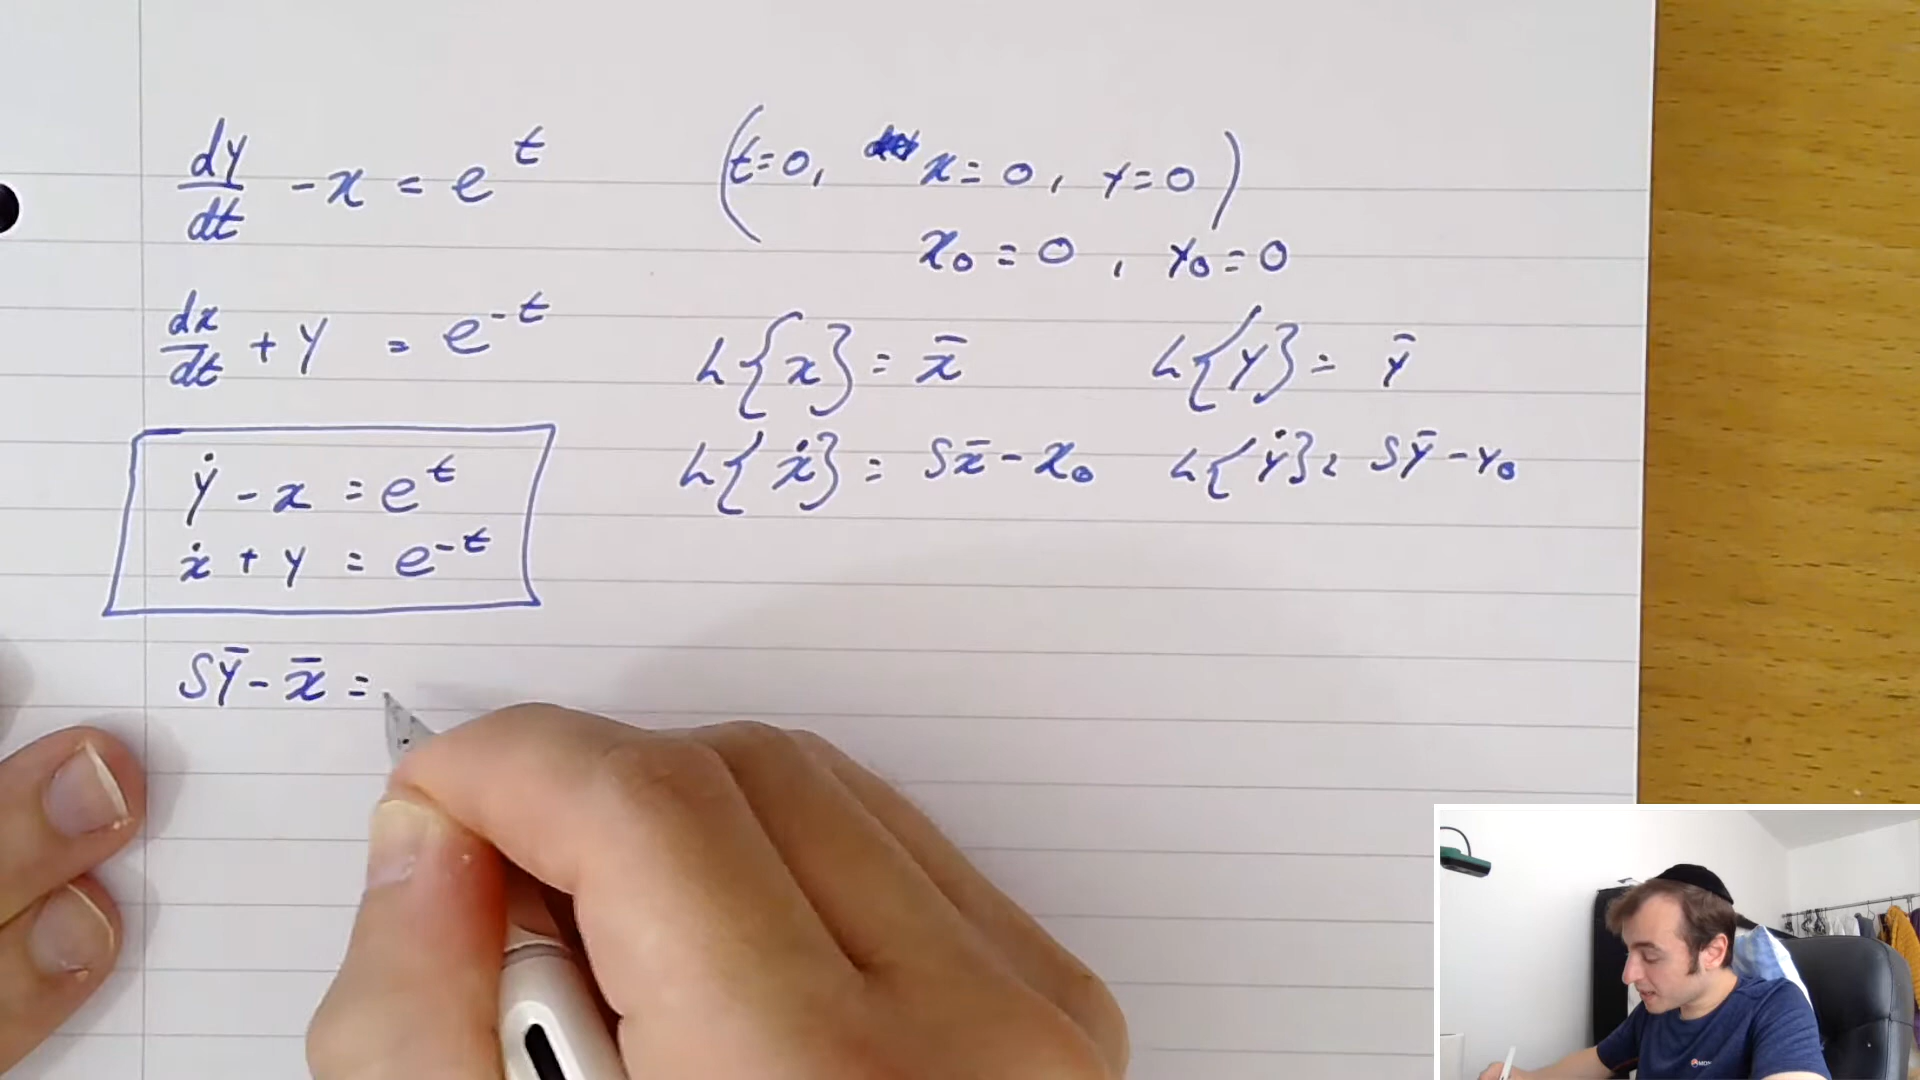 dy/dt - x = e^t (t=0, x=0, y=0)
x₀ = 0 , y₀ = 0
dx/dt + y = e^-t
L{x} = x̄ L{y} = ȳ
L{ẋ} = Sx̄ - x₀ L{ẏ} = Sȳ - y₀
ẏ - x = e^t
ẋ + y = e^-t
Sȳ - x̄ =